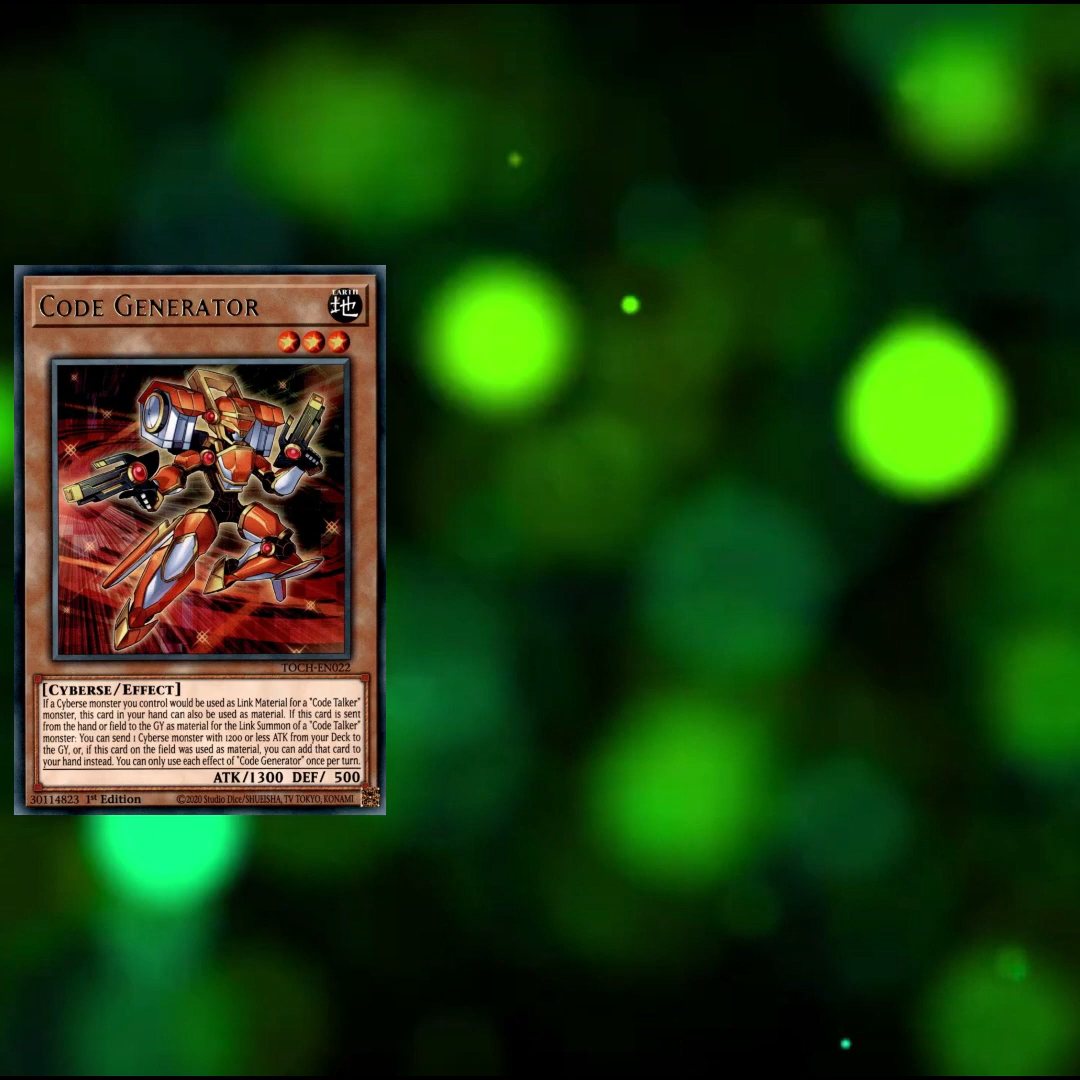 CODE GENERATOR
EARTH
地
TOCH-EN022
[CYBERSE/EFFECT]
If a Cyberse monster you control would be used as Link Material for a "Code Talker"
monster, this card in your hand can also be used as material. If this card is sent
from the hand or field to the GY as material for the Link Summon of a "Code Talker"
monster: You can send 1 Cyberse monster with 1200 or less ATK from your Deck to
the GY, or, if this card on the field was used as material, you can add that card to
your hand instead. You can only use each effect of "Code Generator" once per turn.
ATK/1300 DEF/ 500
30114823 1st Edition ©2020 Studio Dice/SHUEISHA, TV TOKYO, KONAMI